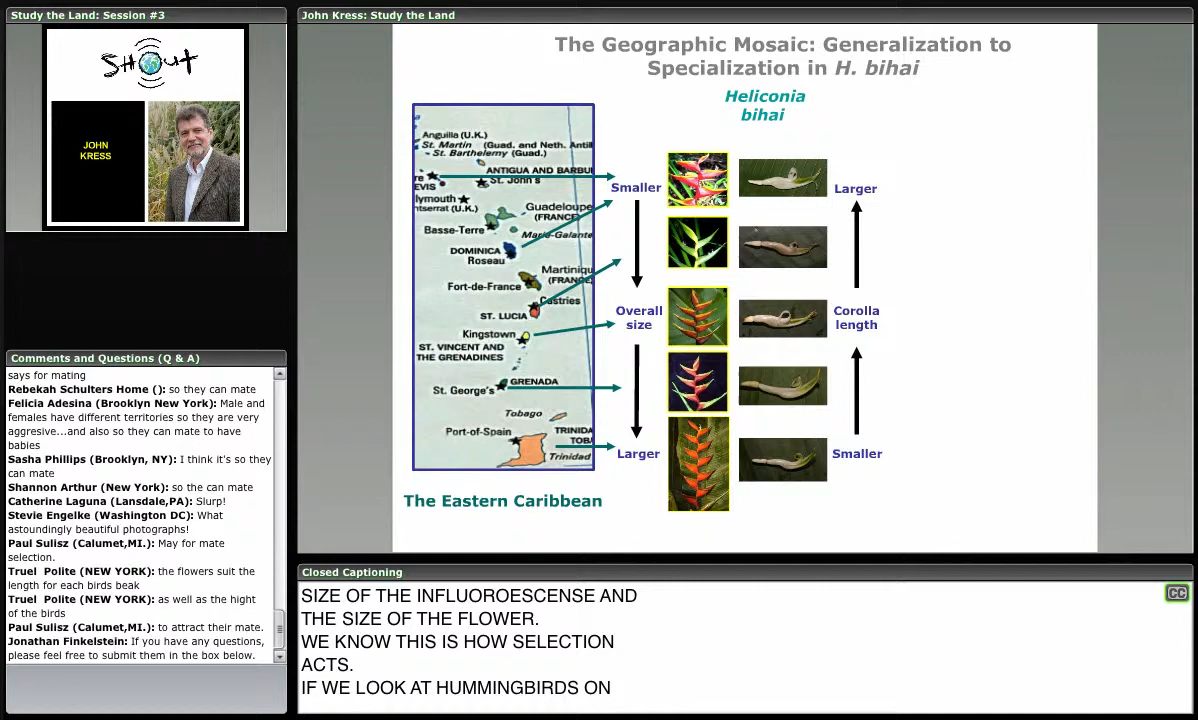 Study the Land: Session #3
SHOUT
JOHN
KRESS
Comments and Questions (Q & A)
says for mating
Rebekah Schulters Home (): so they can mate
Felicia Adesina (Brooklyn New York): Male and
females have different territories so they are very
aggresive...and also so they can mate to have
babies
Sasha Phillips (Brooklyn, NY): I think it's so they
can mate
Shannon Arthur (New York): so the can mate
Catherine Laguna (Lansdale,PA): Slurp!
Stevie Engelke (Washington DC): What
astoundingly beautiful photographs!
Paul Sulisz (Calumet,MI.): May for mate
selection.
Truel Polite (NEW YORK): the flowers suit the
length for each birds beak
Truel Polite (NEW YORK): as well as the hight
of the birds
Paul Sulisz (Calumet,MI.): to attract their mate.
Jonathan Finkelstein: If you have any questions,
please feel free to submit them in the box below.
John Kress: Study the Land
The Geographic Mosaic: Generalization to
Specialization in H. bihai
Heliconia
bihai
Anguilla (U.K.)
St. Martin (Guad. and Neth. Antil
St. Barthelemy (Guad.)
ANTIGUA AND BARBU
St. John's
re
EVIS
lymouth
ntserrat (U.K.)
Guadeloupe
(FRANCE)
Basse-Terre
Marie-Galante
DOMINICA
Roseau
Martiniqu
(FRANCE)
Fort-de-France
Castries
ST. LUCIA
Kingstown
ST. VINCENT AND
THE GRENADINES
St. George's
GRENADA
Tobago
Port-of-Spain
TRINIDA
TOB
Trinidad
The Eastern Caribbean
Smaller
Overall
size
Larger
Larger
Corolla
length
Smaller
Closed Captioning
CC
SIZE OF THE INFLUOROESCENSE AND
THE SIZE OF THE FLOWER.
WE KNOW THIS IS HOW SELECTION
ACTS.
IF WE LOOK AT HUMMINGBIRDS ON